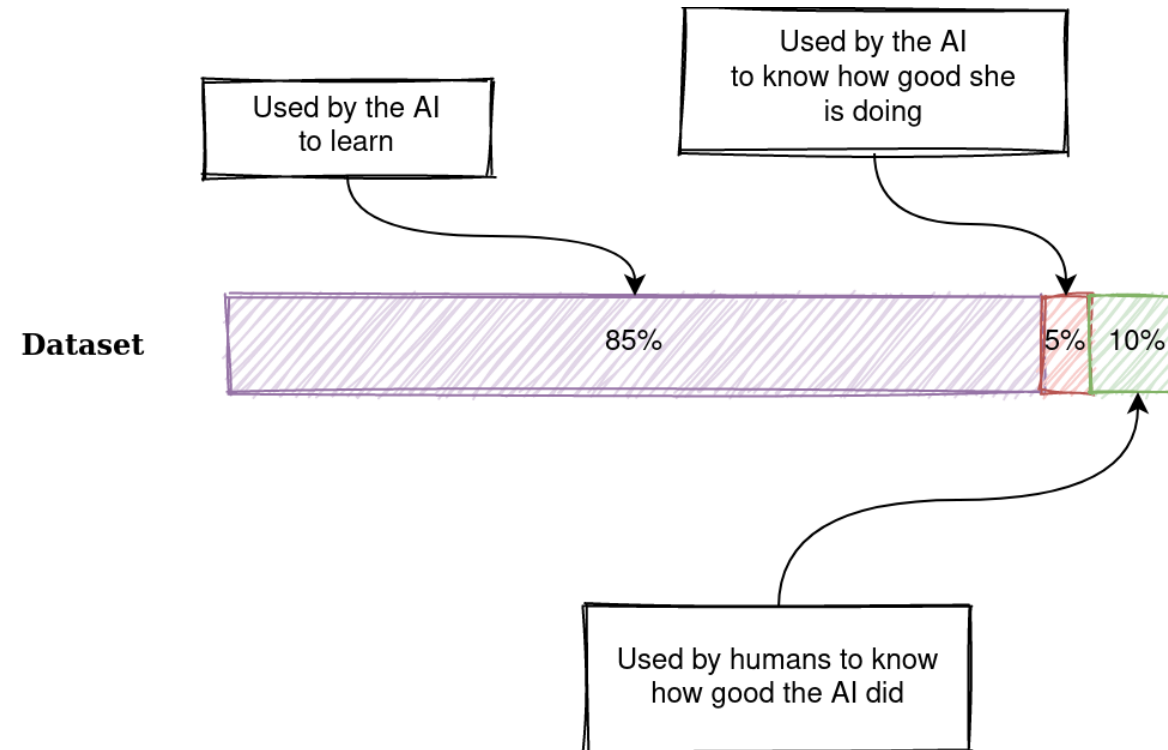 Used by the AI
to know how good she
is doing
Used by the AI
to learn
Dataset
85%
5%
10%
Used by humans to know
how good the AI did